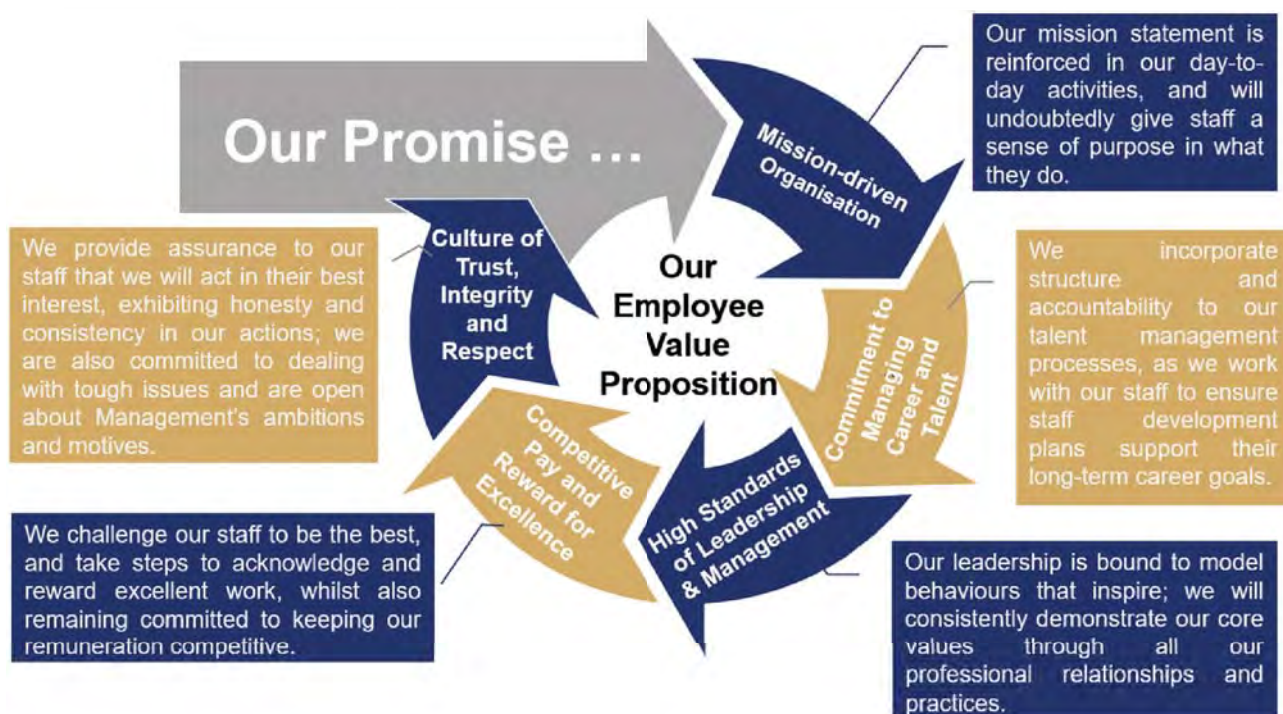 Our Promise ...
Our
Employee
Value
Proposition
Mission-driven
Organisation
Our mission statement is
reinforced in our day-to-
day activities, and will
undoubtedly give staff a
sense of purpose in what
they do.
Commitment to
Managing
Career and
Talent
We incorporate
structure and
accountability to our
talent management
processes, as we work
with our staff to ensure
staff development
plans support their
long-term career goals.
High Standards
of Leadership
& Management
Our leadership is bound to model
behaviours that inspire; we will
consistently demonstrate our core
values through all our
professional relationships and
practices.
Competitive
Pay and
Reward for
Excellence
We challenge our staff to be the best,
and take steps to acknowledge and
reward excellent work, whilst also
remaining committed to keeping our
remuneration competitive.
Culture of
Trust,
Integrity
and
Respect
We provide assurance to our
staff that we will act in their best
interest, exhibiting honesty and
consistency in our actions; we
are also committed to dealing
with tough issues and are open
about Management's ambitions
and motives.